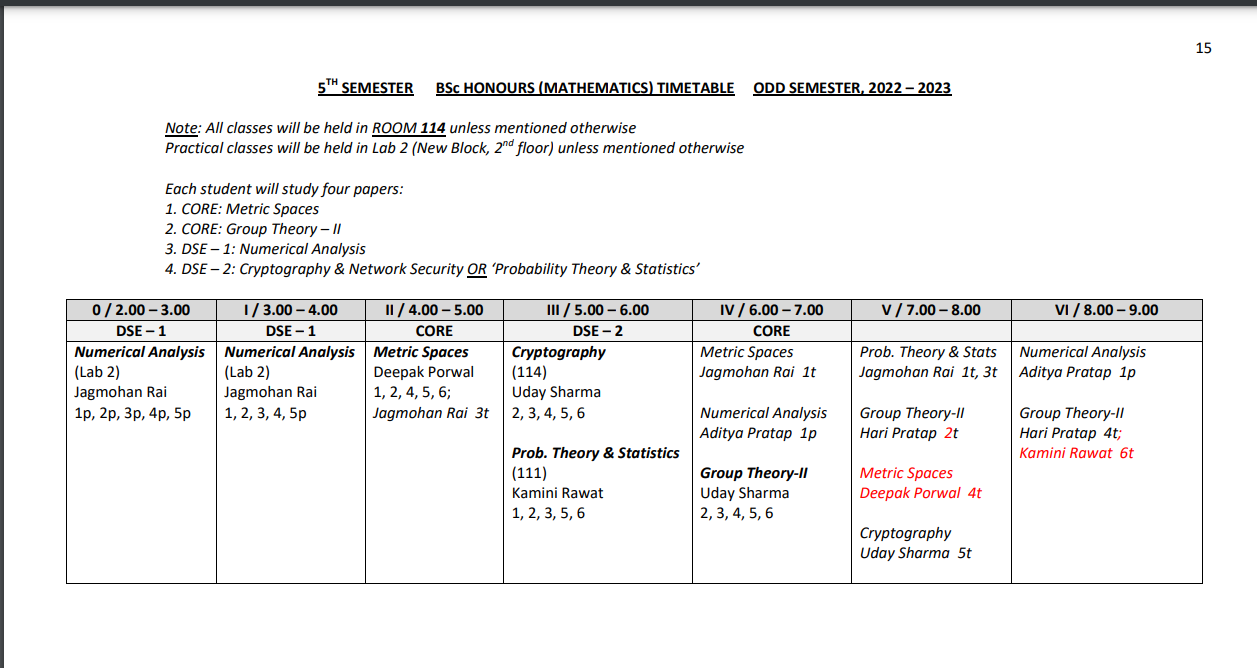 15
5TH SEMESTER BSc HONOURS (MATHEMATICS) TIMETABLE ODD SEMESTER, 2022 – 2023
Note: All classes will be held in ROOM 114 unless mentioned otherwise
Practical classes will be held in Lab 2 (New Block, 2nd floor) unless mentioned otherwise
Each student will study four papers:
1. CORE: Metric Spaces
2. CORE: Group Theory – II
3. DSE – 1: Numerical Analysis
4. DSE – 2: Cryptography & Network Security OR ‘Probability Theory & Statistics’
0 / 2.00 – 3.00
I / 3.00 – 4.00
II / 4.00 – 5.00
III / 5.00 – 6.00
IV / 6.00 – 7.00
V / 7.00 – 8.00
VI / 8.00 – 9.00
DSE – 1
DSE – 1
CORE
DSE – 2
CORE
Numerical Analysis
(Lab 2)
Jagmohan Rai
1p, 2p, 3p, 4p, 5p
Numerical Analysis
(Lab 2)
Jagmohan Rai
1, 2, 3, 4, 5p
Metric Spaces
Deepak Porwal
1, 2, 4, 5, 6;
Jagmohan Rai 3t
Cryptography
(114)
Uday Sharma
2, 3, 4, 5, 6
Prob. Theory & Statistics
(111)
Kamini Rawat
1, 2, 3, 5, 6
Metric Spaces
Jagmohan Rai 1t
Numerical Analysis
Aditya Pratap 1p
Group Theory-II
Uday Sharma
2, 3, 4, 5, 6
Prob. Theory & Stats
Jagmohan Rai 1t, 3t
Group Theory-II
Hari Pratap 2t
Metric Spaces
Deepak Porwal 4t
Cryptography
Uday Sharma 5t
Numerical Analysis
Aditya Pratap 1p
Group Theory-II
Hari Pratap 4t;
Kamini Rawat 6t